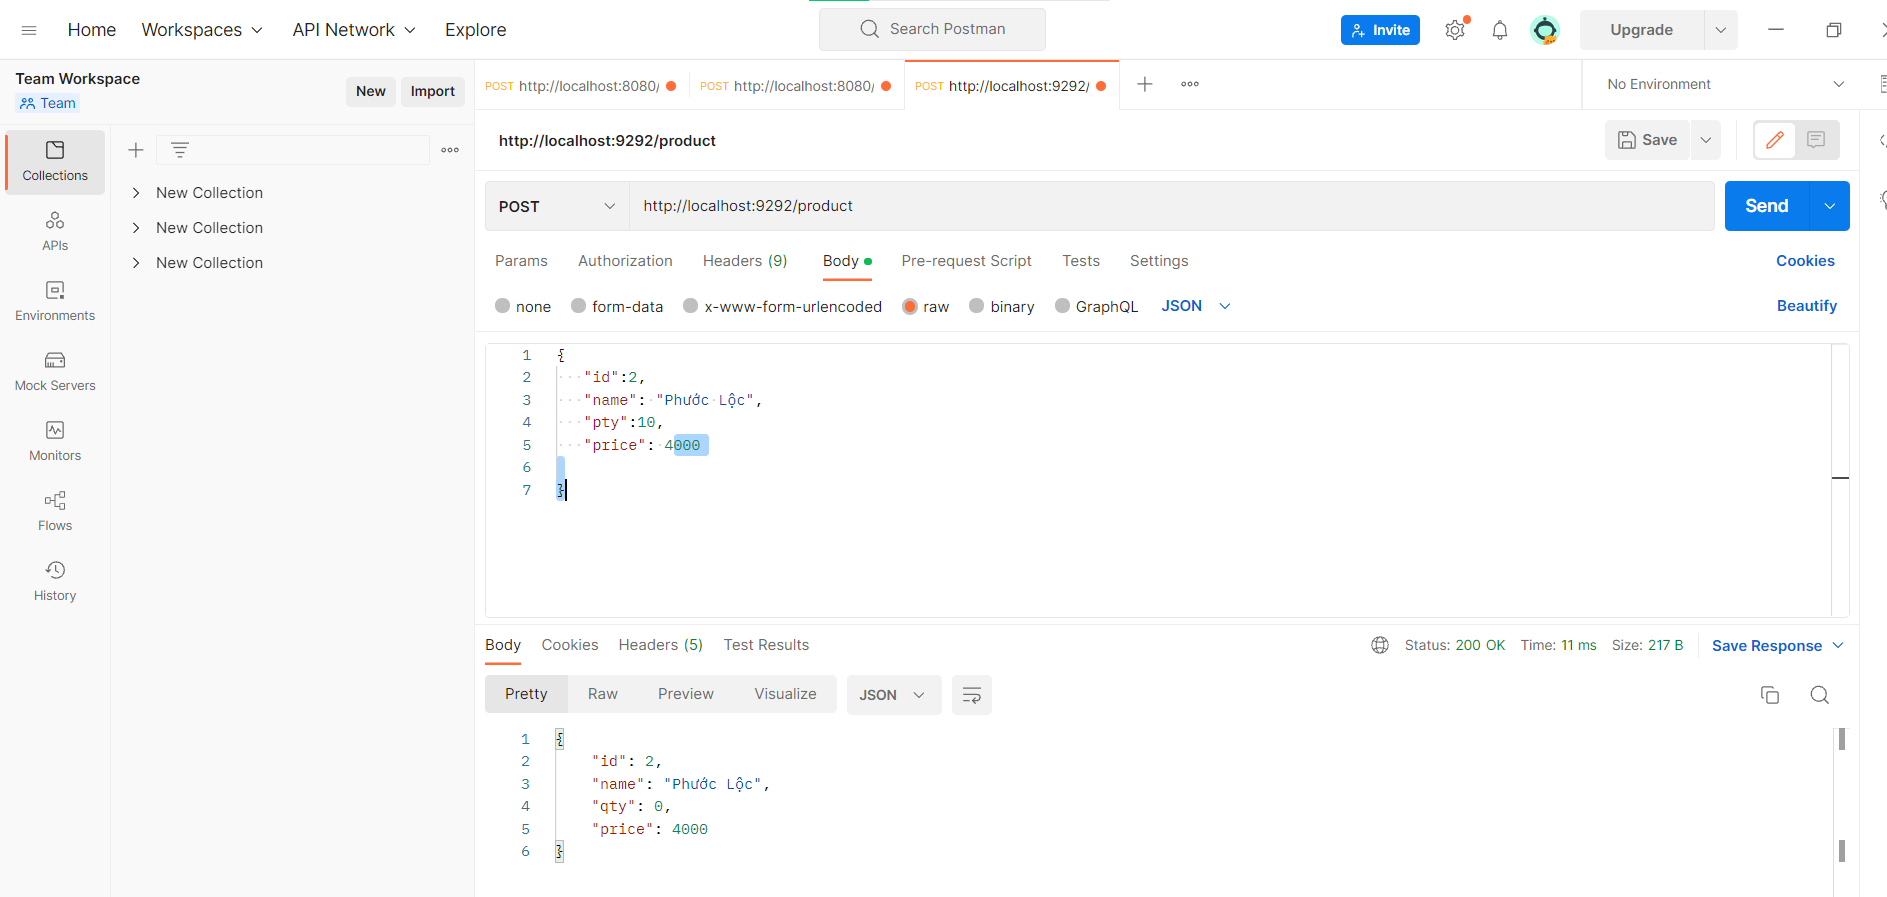 Home Workspaces API Network Explore Search Postman Invite Upgrade
Team Workspace
Team
New Import
POST http://localhost:8080/ POST http://localhost:8080/ POST http://localhost:9292/ No Environment
Collections
APIs
Environments
Mock Servers
Monitors
Flows
History
New Collection
New Collection
New Collection
http://localhost:9292/product Save
POST http://localhost:9292/product Send
Params Authorization Headers (9) Body Pre-request Script Tests Settings Cookies
none form-data x-www-form-urlencoded raw binary GraphQL JSON Beautify
1 {
2 "id":2,
3 "name": "Phước Lộc",
4 "pty":10,
5 "price": 4000
6
7 }
Body Cookies Headers (5) Test Results Status: 200 OK Time: 11 ms Size: 217 B Save Response
Pretty Raw Preview Visualize JSON
1 {
2 "id": 2,
3 "name": "Phước Lộc",
4 "qty": 0,
5 "price": 4000
6 }